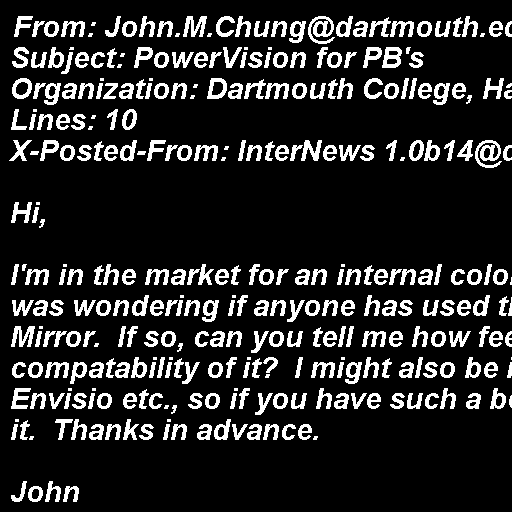 From: John.M.Chung@dartmouth.ed
Subject: PowerVision for PB's
Organization: Dartmouth College, Ha
Lines: 10
X-Posted-From: InterNews 1.0b14@d
Hi,
I'm in the market for an internal colo
was wondering if anyone has used th
Mirror.  If so, can you tell me how fee
compatability of it?  I might also be i
Envisio etc., so if you have such a be
it.  Thanks in advance.
John